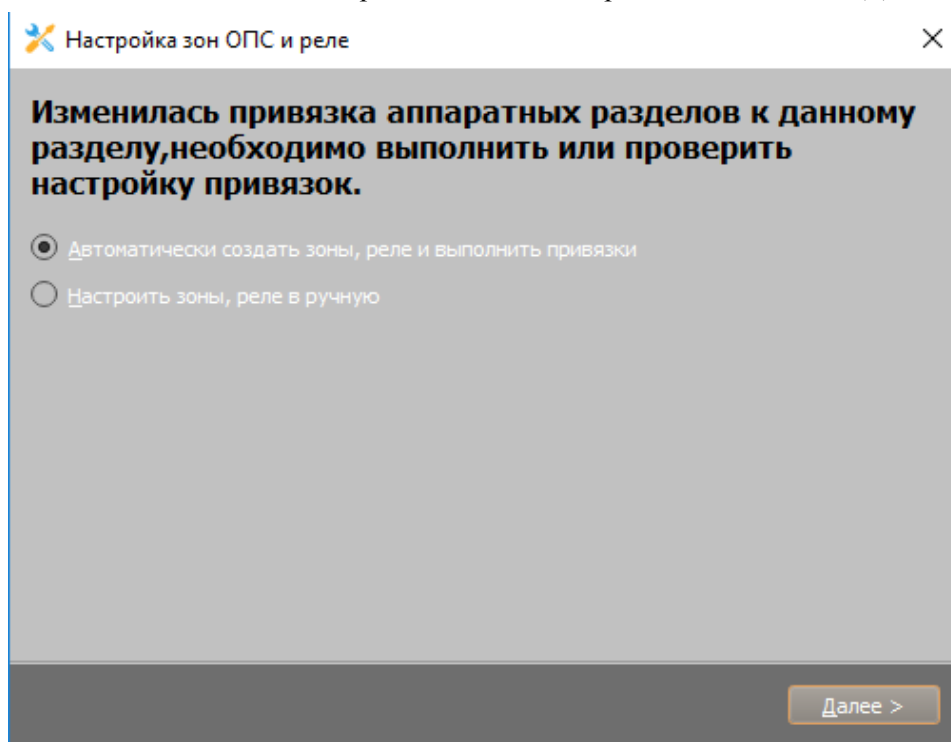 Настройка зон ОПС и реле
Изменилась привязка аппаратных разделов к данному
разделу,необходимо выполнить или проверить
настройку привязок.
Автоматически создать зоны, реле и выполнить привязки
Настроить зоны, реле в ручную
Далее >